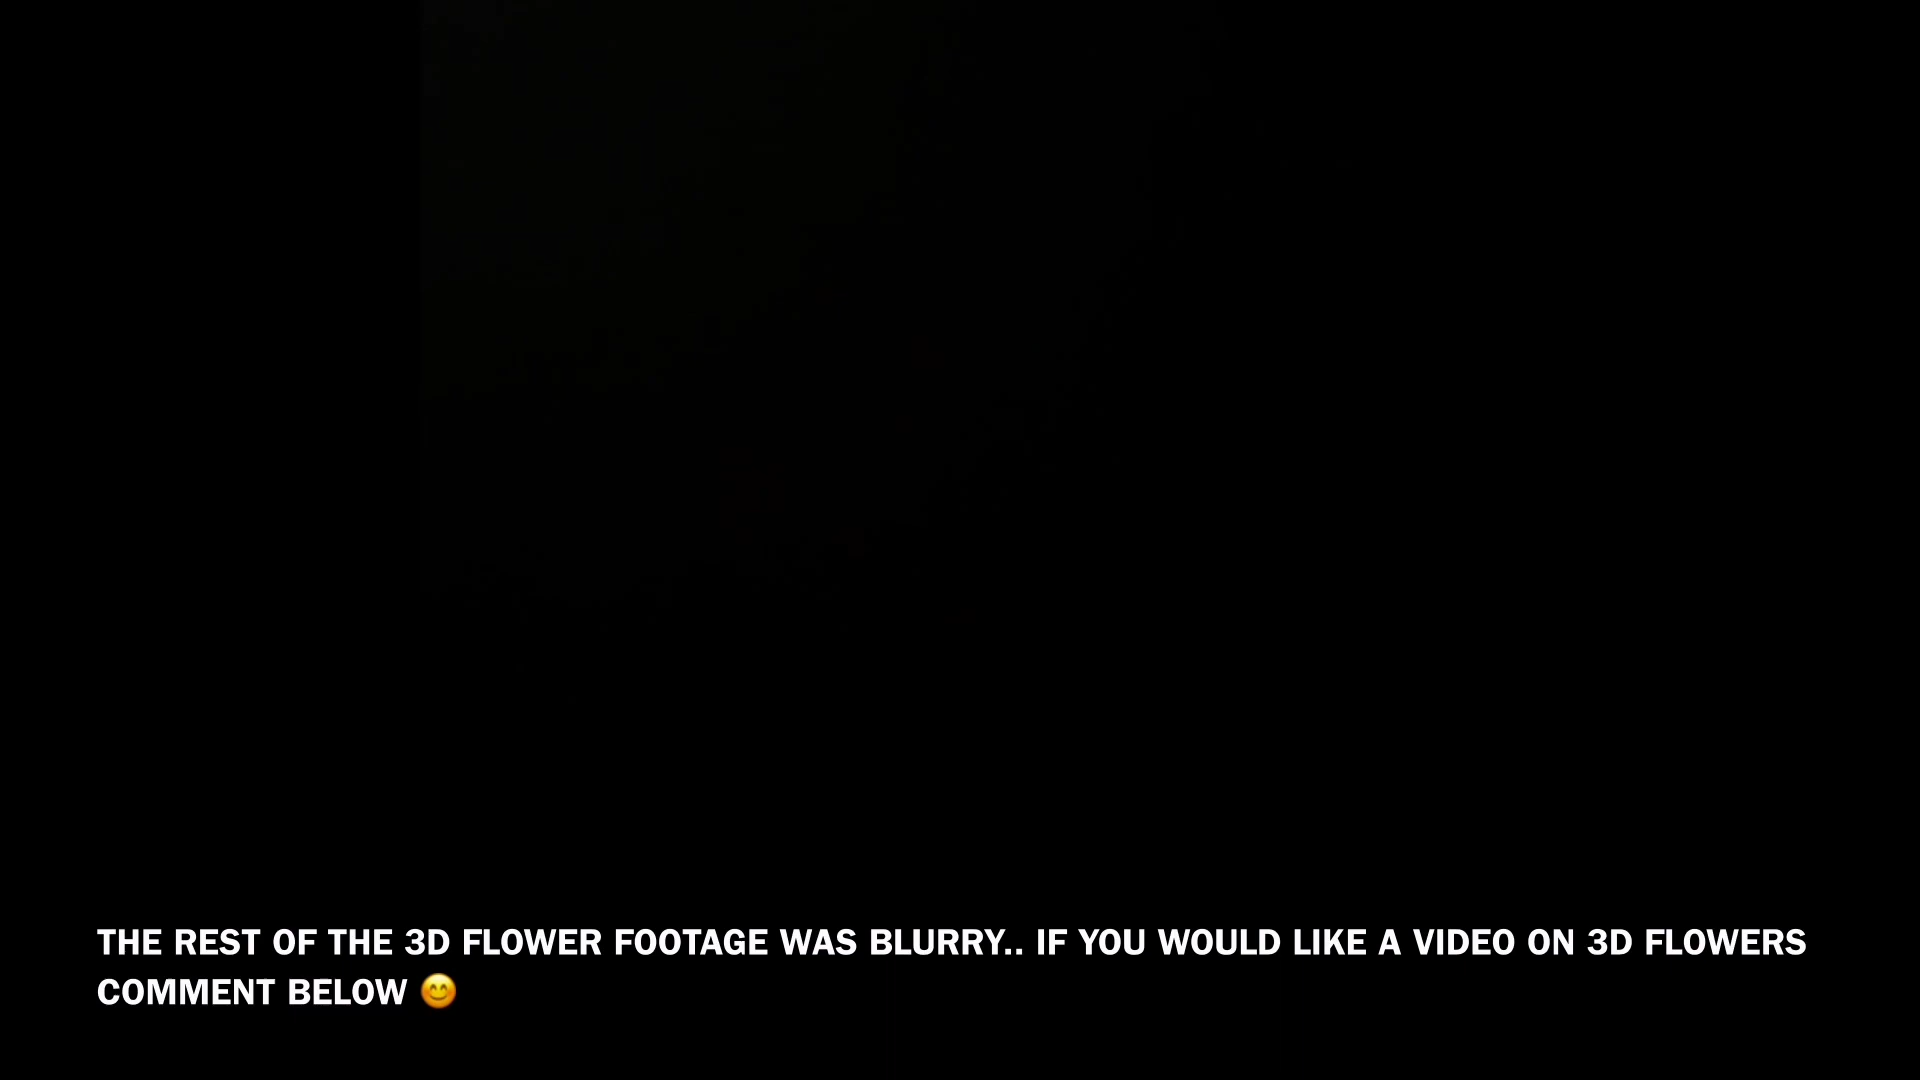 THE REST OF THE 3D FLOWER FOOTAGE WAS BLURRY.. IF YOU WOULD LIKE A VIDEO ON 3D FLOWERS
COMMENT BELOW 😊